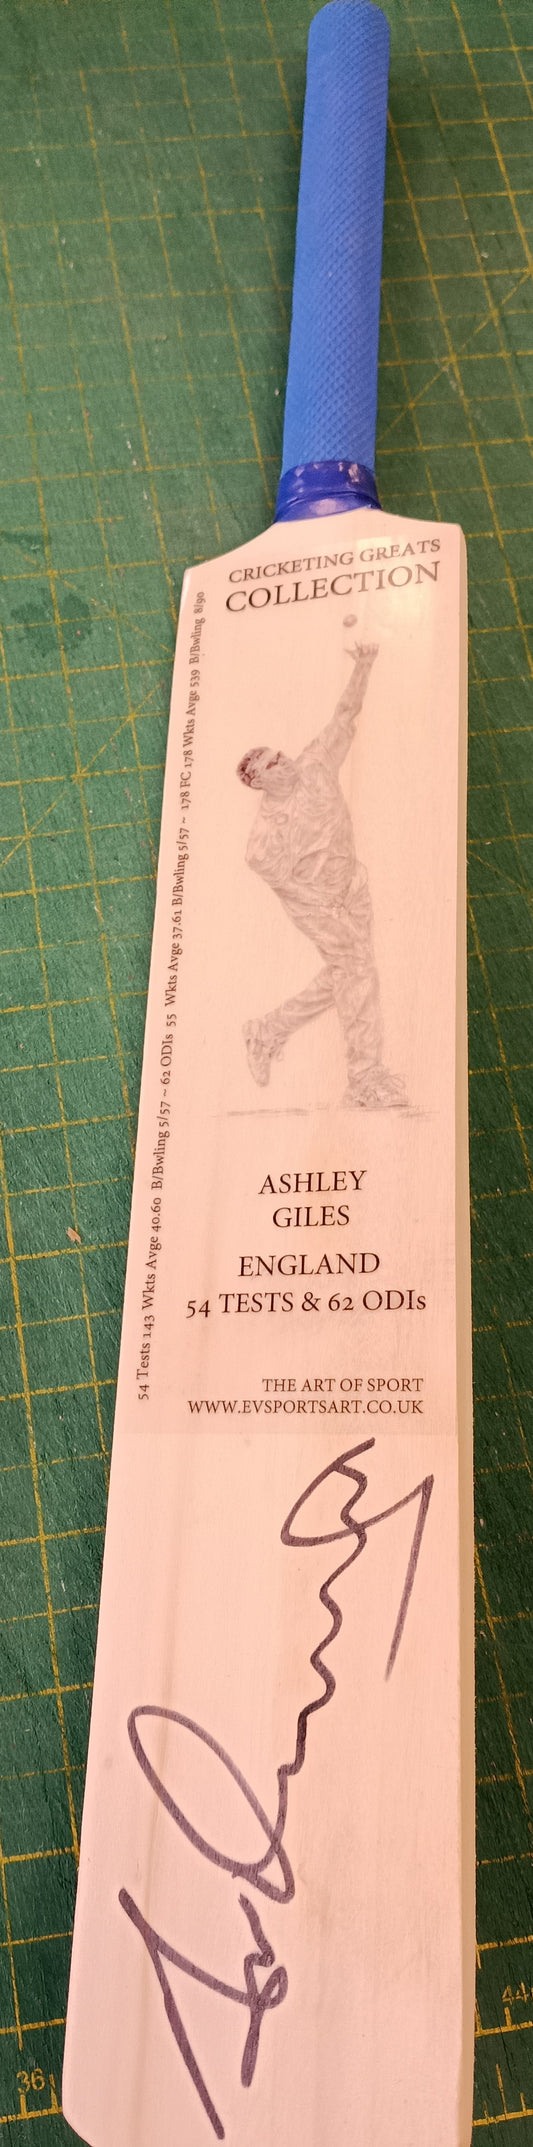 CRICKETING GREATS
COLLECTION
54 Tests 143 Wkts Avge 40.60 B/Bwling 5/57 ~ 62 ODIs 55 Wkts Avge 37.61 B/Bwling 5/57 ~ 178 FC 178 Wkts Avge 539 B/Bwling 8/90
ASHLEY
GILES
ENGLAND
54 TESTS & 62 ODIs
THE ART OF SPORT
WWW.EVSPORTSART.CO.UK
36
44